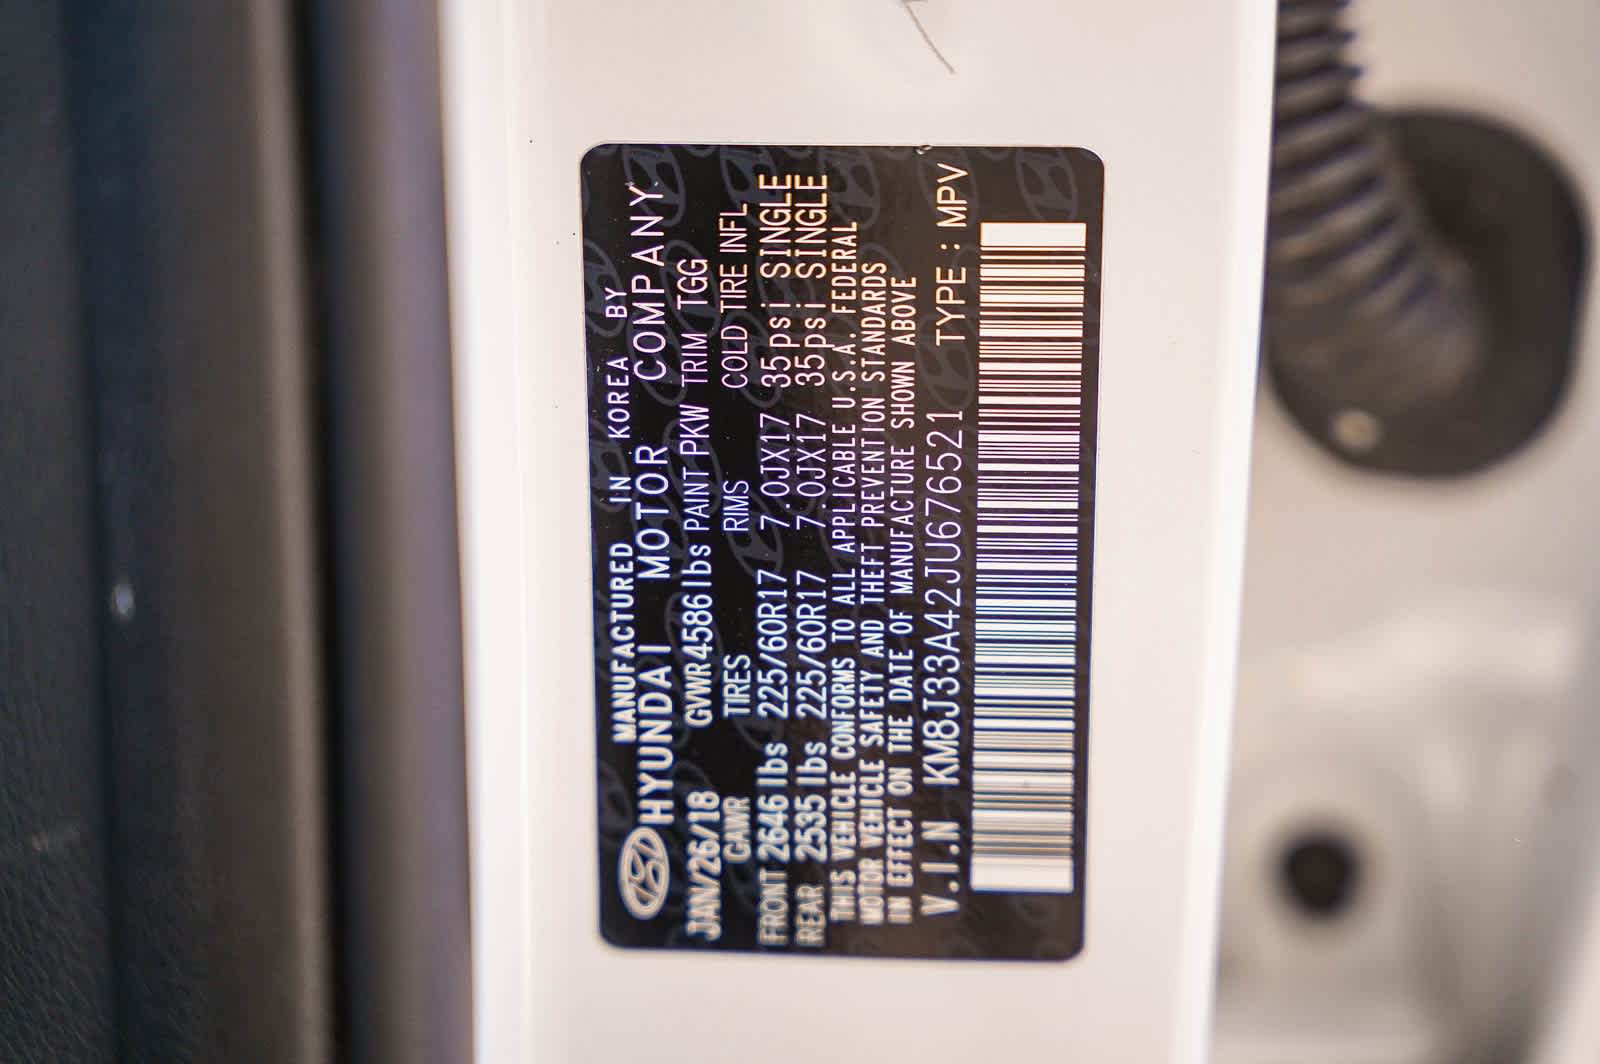 MANUFACTURED IN KOREA BY
HYUNDAI MOTOR COMPANY
JAN/26/18 GVWR4586lbs PAINT PKW TRIM TGG
GAWR TIRES RIMS COLD TIRE INFL
FRONT 2646 lbs 225/60R17 7.0JX17 35psi SINGLE
REAR 2535 lbs 225/60R17 7.0JX17 35psi SINGLE
THIS VEHICLE CONFORMS TO ALL APPLICABLE U.S.A. FEDERAL
MOTOR VEHICLE SAFETY AND THEFT PREVENTION STANDARDS
IN EFFECT ON THE DATE OF MANUFACTURE SHOWN ABOVE
V.I.N KM8J33A42JU676521 TYPE : MPV